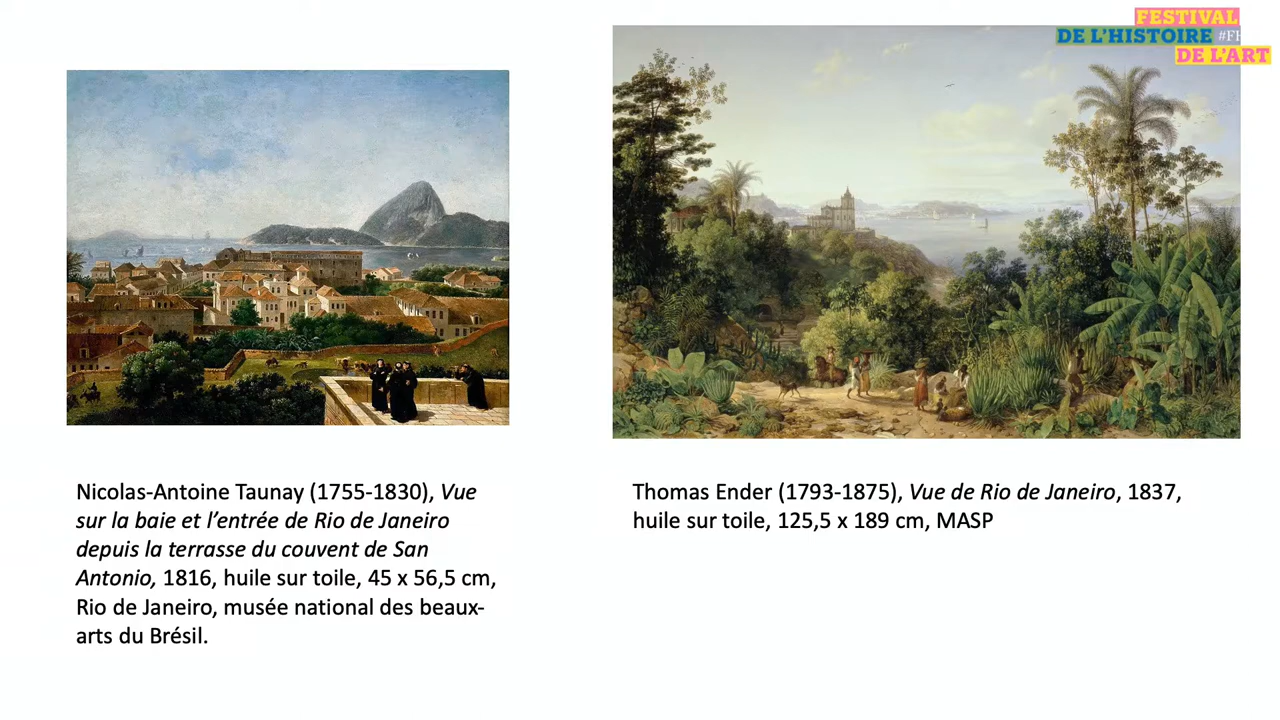 FESTIVAL
DE L'HISTOIRE #FH
DE L'ART
Nicolas-Antoine Taunay (1755-1830), Vue
sur la baie et l'entrée de Rio de Janeiro
depuis la terrasse du couvent de San
Antonio, 1816, huile sur toile, 45 x 56,5 cm,
Rio de Janeiro, musée national des beaux-
arts du Brésil.
Thomas Ender (1793-1875), Vue de Rio de Janeiro, 1837,
huile sur toile, 125,5 x 189 cm, MASP